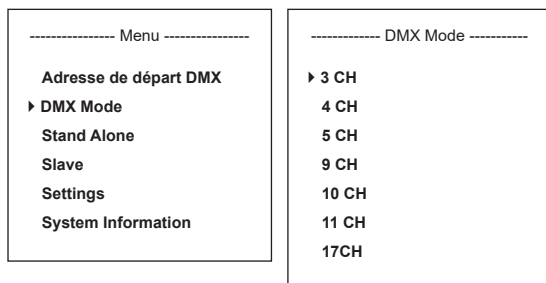 ---------------- Menu ----------------
Adresse de départ DMX
DMX Mode
Stand Alone
Slave
Settings
System Information
------------- DMX Mode -----------
3 CH
4 CH
5 CH
9 CH
10 CH
11 CH
17CH